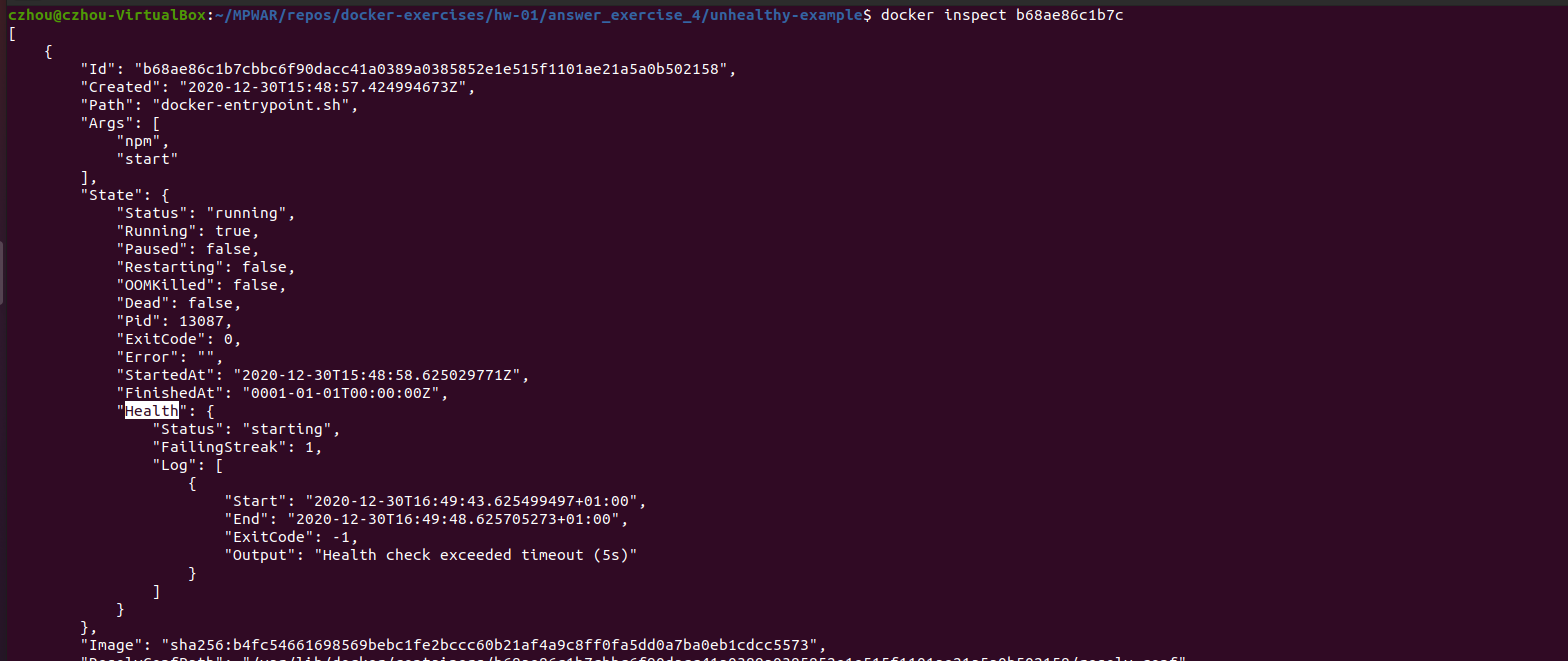 czhou@czhou-VirtualBox:~/MPWAR/repos/docker-exercises/hw-01/answer_exercise_4/unhealthy-example$ docker inspect b68ae86c1b7c
[
    {
        "Id": "b68ae86c1b7cbbc6f90dacc41a0389a0385852e1e515f1101ae21a5a0b502158",
        "Created": "2020-12-30T15:48:57.424994673Z",
        "Path": "docker-entrypoint.sh",
        "Args": [
            "npm",
            "start"
        ],
        "State": {
            "Status": "running",
            "Running": true,
            "Paused": false,
            "Restarting": false,
            "OOMKilled": false,
            "Dead": false,
            "Pid": 13087,
            "ExitCode": 0,
            "Error": "",
            "StartedAt": "2020-12-30T15:48:58.625029771Z",
            "FinishedAt": "0001-01-01T00:00:00Z",
            "Health": {
                "Status": "starting",
                "FailingStreak": 1,
                "Log": [
                    {
                        "Start": "2020-12-30T16:49:43.625499497+01:00",
                        "End": "2020-12-30T16:49:48.625705273+01:00",
                        "ExitCode": -1,
                        "Output": "Health check exceeded timeout (5s)"
                    }
                ]
            }
        },
        "Image": "sha256:b4fc54661698569bebc1fe2bccc60b21af4a9c8ff0fa5dd0a7ba0eb1cdcc5573",